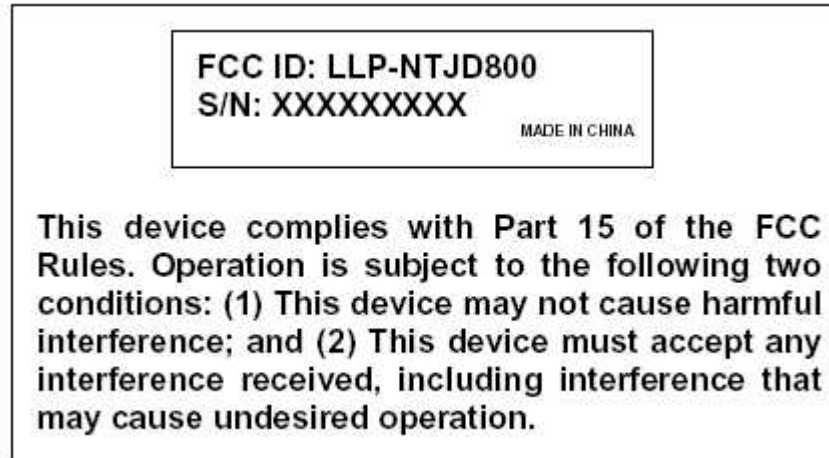 FCC ID: LLP-NTJD800
S/N: XXXXXXXXX
MADE IN CHINA
This device complies with Part 15 of the FCC
Rules. Operation is subject to the following two
conditions: (1) This device may not cause harmful
interference; and (2) This device must accept any
interference received, including interference that
may cause undesired operation.